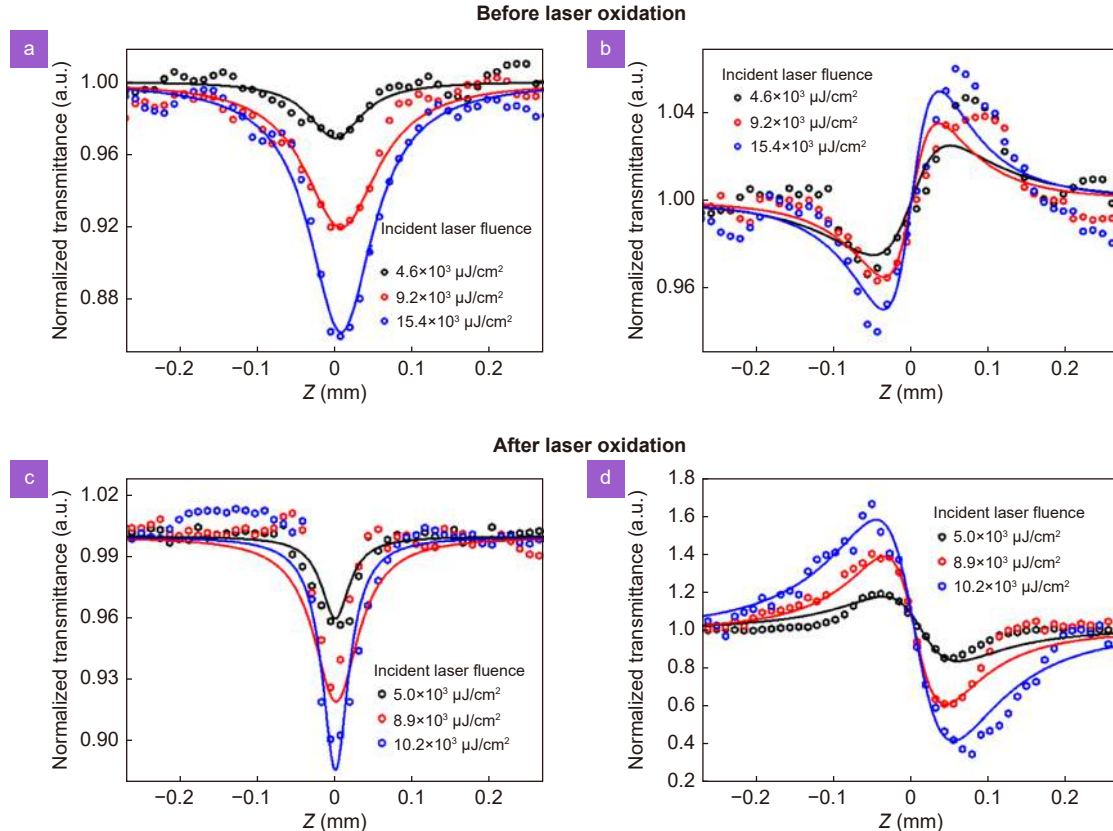 Before laser oxidation
a
Normalized transmittance (a.u.)
1.00
0.96
0.92
0.88
Incident laser fluence
4.6×10³ μJ/cm²
9.2×10³ μJ/cm²
15.4×10³ μJ/cm²
−0.2
−0.1
0
0.1
0.2
Z (mm)
b
Normalized transmittance (a.u.)
1.04
1.00
0.96
Incident laser fluence
4.6×10³ μJ/cm²
9.2×10³ μJ/cm²
15.4×10³ μJ/cm²
−0.2
−0.1
0
0.1
0.2
Z (mm)
After laser oxidation
c
Normalized transmittance (a.u.)
1.02
0.99
0.96
0.93
0.90
Incident laser fluence
5.0×10³ μJ/cm²
8.9×10³ μJ/cm²
10.2×10³ μJ/cm²
−0.2
−0.1
0
0.1
0.2
Z (mm)
d
Normalized transmittance (a.u.)
1.8
1.6
1.4
1.2
1.0
0.8
0.6
0.4
0.2
Incident laser fluence
5.0×10³ μJ/cm²
8.9×10³ μJ/cm²
10.2×10³ μJ/cm²
−0.2
−0.1
0
0.1
0.2
Z (mm)